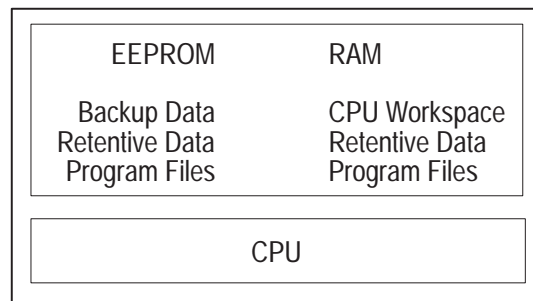 EEPROM RAM
Backup Data CPU Workspace
Retentive Data Retentive Data
Program Files Program Files
CPU